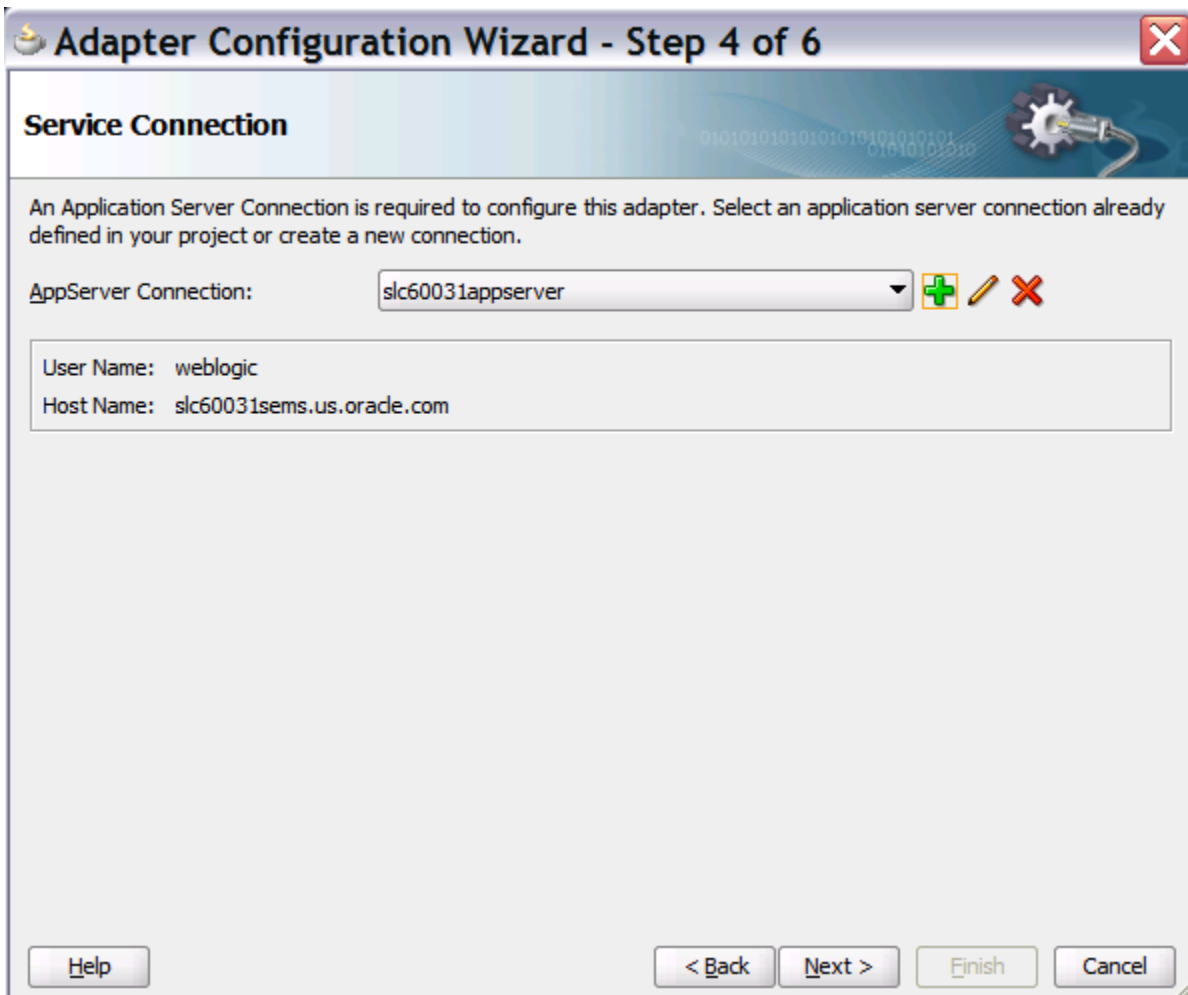 Adapter Configuration Wizard - Step 4 of 6
Service Connection
An Application Server Connection is required to configure this adapter. Select an application server connection already
defined in your project or create a new connection.
AppServer Connection: slc60031appserver
User Name: weblogic
Host Name: slc60031sems.us.oracle.com
Help < Back Next > Finish Cancel